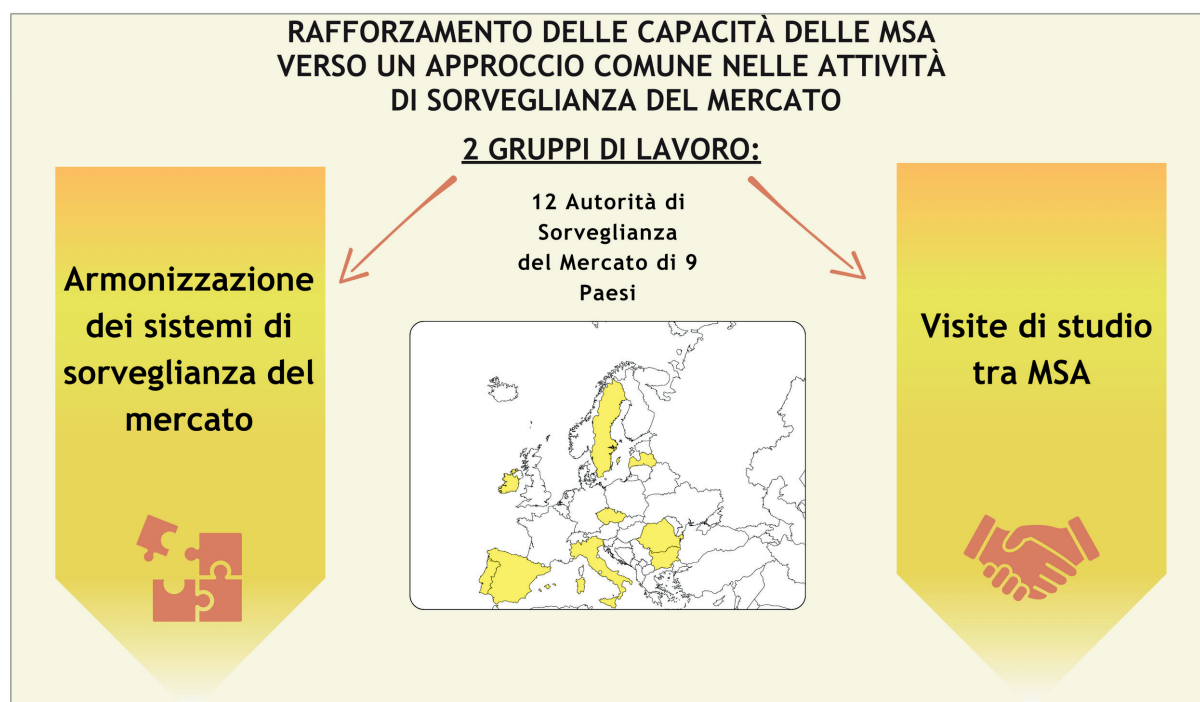 RAFFORZAMENTO DELLE CAPACITÀ DELLE MSA
VERSO UN APPROCCIO COMUNE NELLE ATTIVITÀ
DI SORVEGLIANZA DEL MERCATO
2 GRUPPI DI LAVORO:
12 Autorità di
Sorveglianza
del Mercato di 9
Paesi
Armonizzazione
dei sistemi di
sorveglianza del
mercato
Visite di studio
tra MSA